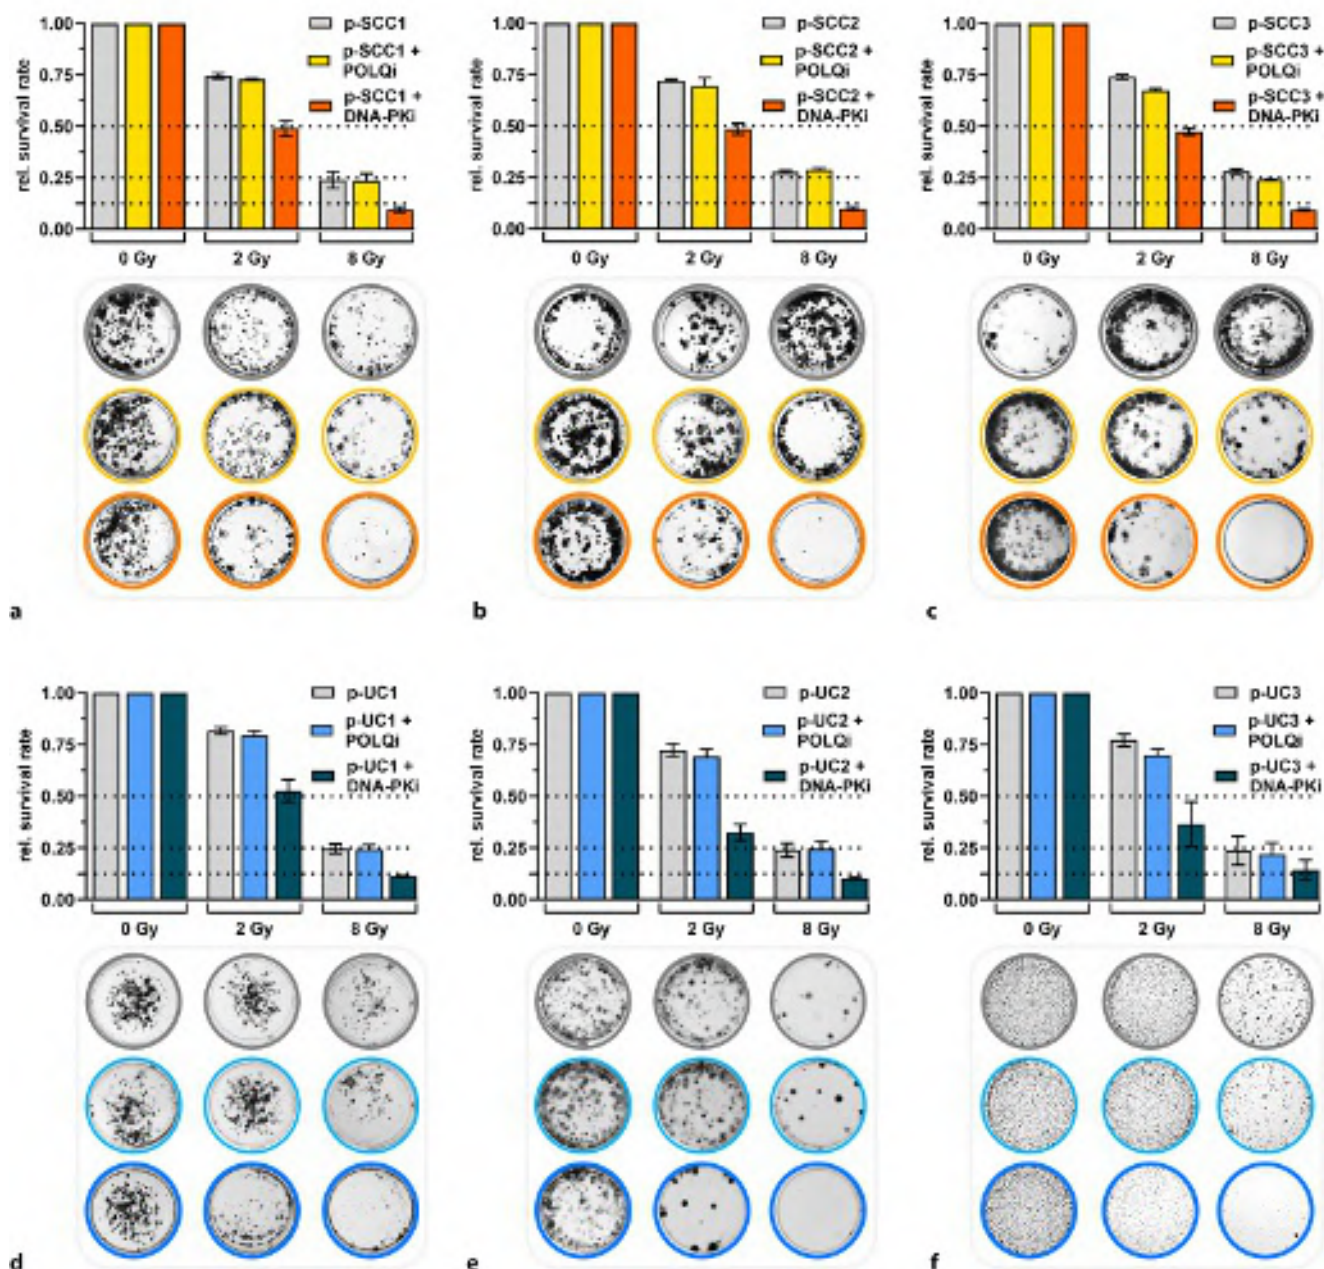 1.00
0.75
0.50
0.25
0.00
rel. survival rate
p-SCC1
p-SCC1 +
POLQi
p-SCC1 +
DNA-PKi
0 Gy
2 Gy
8 Gy
a
1.00
0.75
0.50
0.25
0.00
rel. survival rate
p-SCC2
p-SCC2 +
POLQi
p-SCC2 +
DNA-PKi
0 Gy
2 Gy
8 Gy
b
1.00
0.75
0.50
0.25
0.00
rel. survival rate
p-SCC3
p-SCC3 +
POLQi
p-SCC3 +
DNA-PKi
0 Gy
2 Gy
8 Gy
c
1.00
0.75
0.50
0.25
0.00
rel. survival rate
p-UC1
p-UC1 +
POLQi
p-UC1 +
DNA-PKi
0 Gy
2 Gy
8 Gy
d
1.00
0.75
0.50
0.25
0.00
rel. survival rate
p-UC2
p-UC2 +
POLQi
p-UC2 +
DNA-PKi
0 Gy
2 Gy
8 Gy
e
1.00
0.75
0.50
0.25
0.00
rel. survival rate
p-UC3
p-UC3 +
POLQi
p-UC3 +
DNA-PKi
0 Gy
2 Gy
8 Gy
f